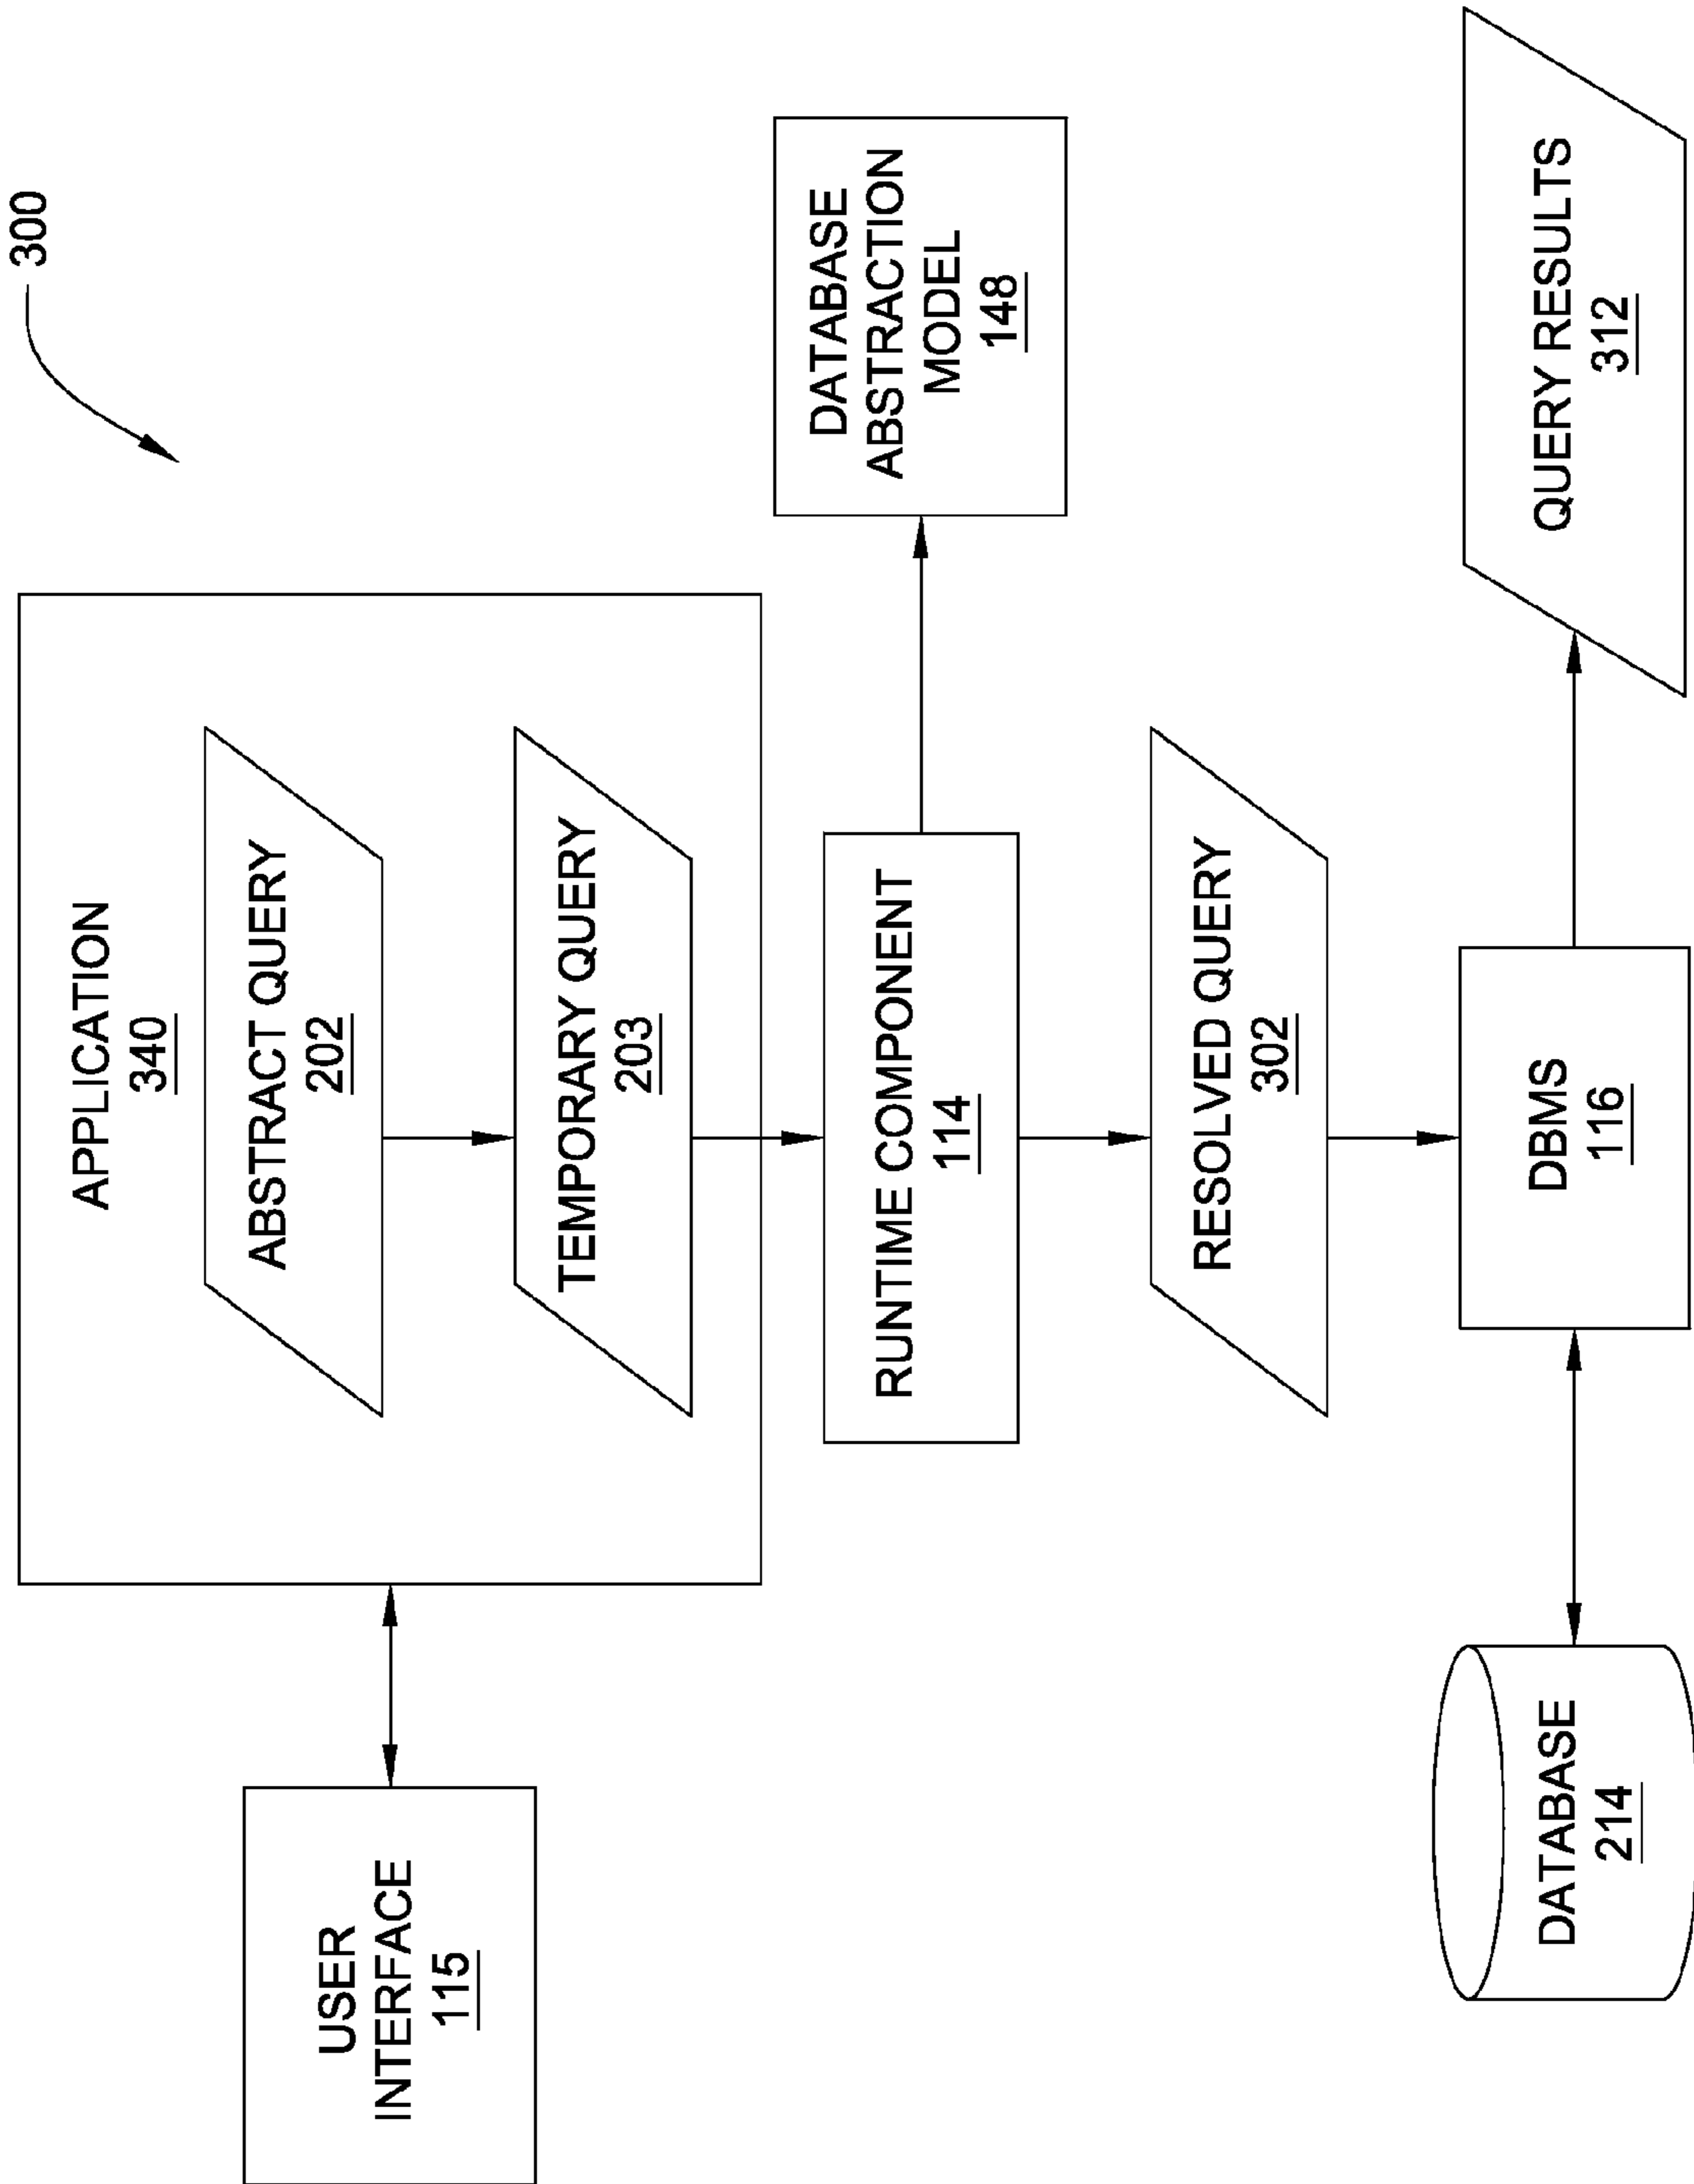 300
APPLICATION
340
ABSTRACT QUERY
202
TEMPORARY QUERY
203
USER
INTERFACE
115
DATABASE
ABSTRACTION
MODEL
148
RUNTIME COMPONENT
114
RESOLVED QUERY
302
DATABASE
214
DBMS
116
QUERY RESULTS
312